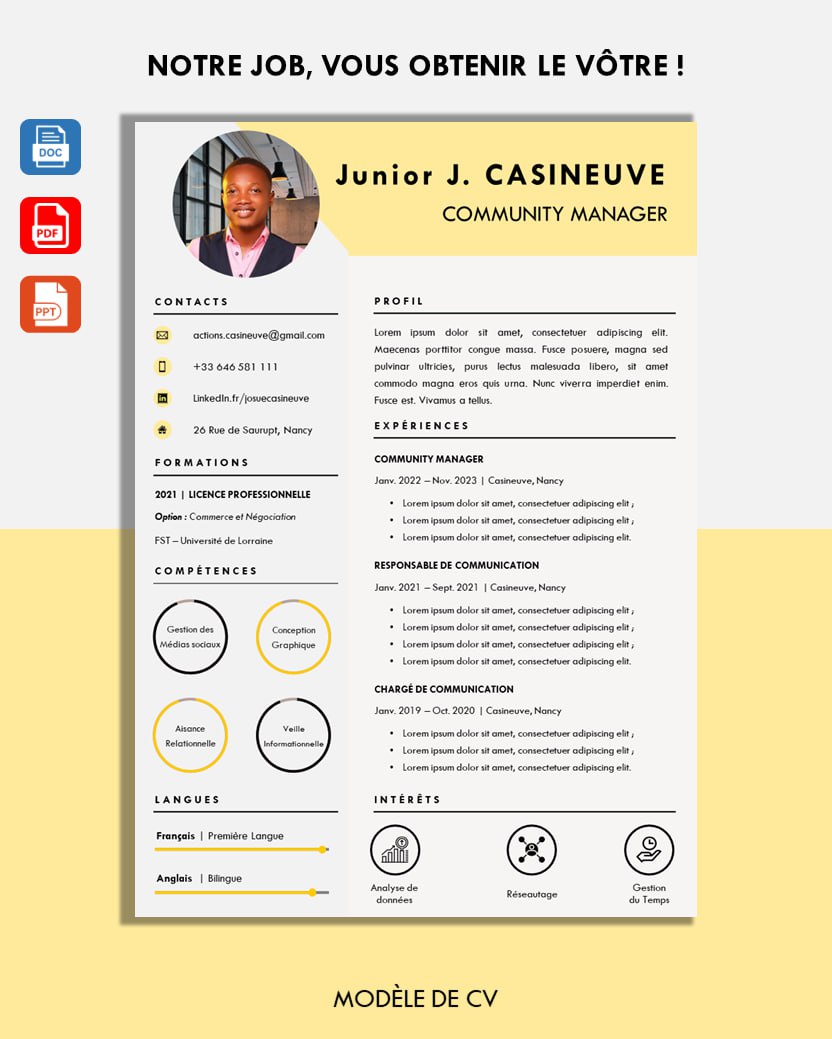 NOTRE JOB, VOUS OBTENIR LE VÔTRE !
DOC
PDF
PPT
Junior J. CASINEUVE
COMMUNITY MANAGER
CONTACTS
actions.casineuve@gmail.com
+33 646 581 111
LinkedIn.fr/josuecasineuve
26 Rue de Saurupt, Nancy
FORMATIONS
2021 | LICENCE PROFESSIONNELLE
Option : Commerce et Négociation
FST – Université de Lorraine
COMPÉTENCES
Gestion des
Médias sociaux
Conception
Graphique
Aisance
Relationnelle
Veille
Informationnelle
LANGUES
Français | Première Langue
Anglais | Bilingue
PROFIL
Lorem ipsum dolor sit amet, consectetuer adipiscing elit.
Maecenas porttitor congue massa. Fusce posuere, magna sed
pulvinar ultricies, purus lectus malesuada libero, sit amet
commodo magna eros quis urna. Nunc viverra imperdiet enim.
Fusce est. Vivamus a tellus.
EXPÉRIENCES
COMMUNITY MANAGER
Janv. 2022 – Nov. 2023 | Casineuve, Nancy
• Lorem ipsum dolor sit amet, consectetuer adipiscing elit ;
• Lorem ipsum dolor sit amet, consectetuer adipiscing elit ;
• Lorem ipsum dolor sit amet, consectetuer adipiscing elit.
RESPONSABLE DE COMMUNICATION
Janv. 2021 – Sept. 2021 | Casineuve, Nancy
• Lorem ipsum dolor sit amet, consectetuer adipiscing elit ;
• Lorem ipsum dolor sit amet, consectetuer adipiscing elit ;
• Lorem ipsum dolor sit amet, consectetuer adipiscing elit ;
• Lorem ipsum dolor sit amet, consectetuer adipiscing elit.
CHARGÉ DE COMMUNICATION
Janv. 2019 – Oct. 2020 | Casineuve, Nancy
• Lorem ipsum dolor sit amet, consectetuer adipiscing elit ;
• Lorem ipsum dolor sit amet, consectetuer adipiscing elit ;
• Lorem ipsum dolor sit amet, consectetuer adipiscing elit.
INTÉRÊTS
Analyse de
données
Réseautage
Gestion
du Temps
MODÈLE DE CV